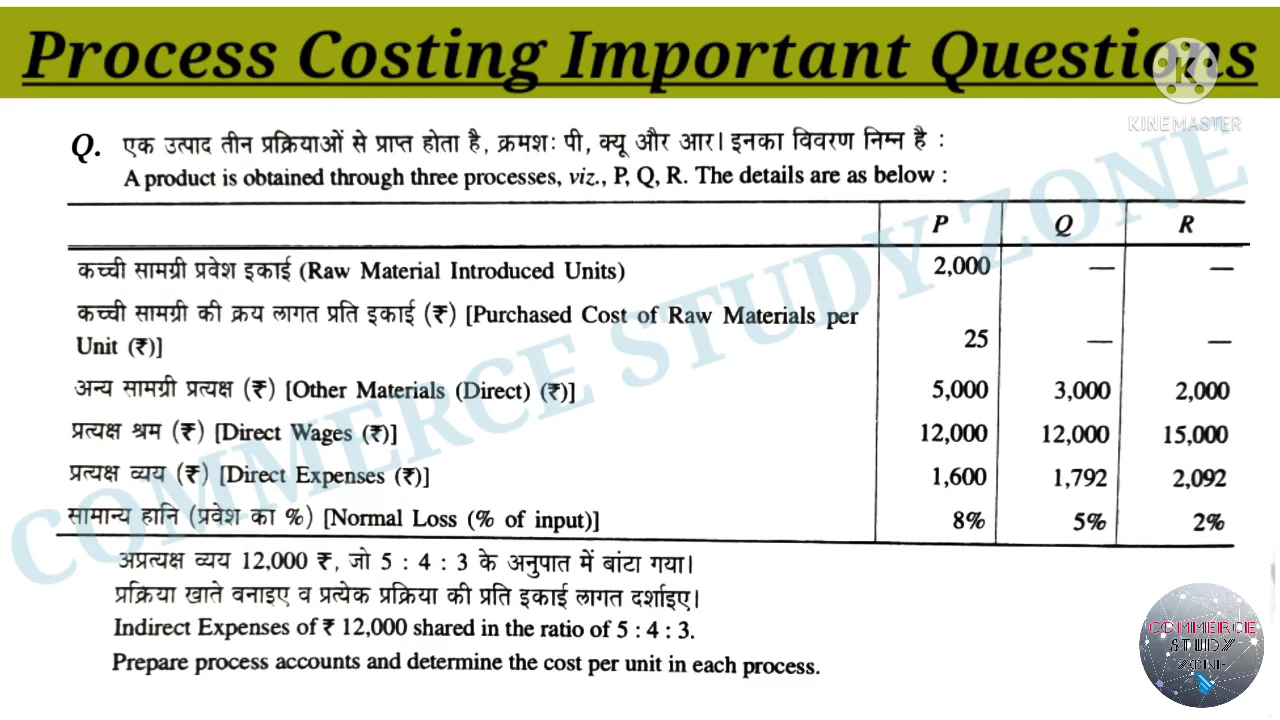 Process Costing Important Questions
K
KINEMASTER
Q. एक उत्पाद तीन प्रक्रियाओं से प्राप्त होता है, क्रमशः पी, क्यू और आर। इनका विवरण निम्न है :
A product is obtained through three processes, viz., P, Q, R. The details are as below :
P Q R
कच्ची सामग्री प्रवेश इकाई (Raw Material Introduced Units) 2,000 — —
कच्ची सामग्री की क्रय लागत प्रति इकाई (₹) [Purchased Cost of Raw Materials per
Unit (₹)] 25 — —
अन्य सामग्री प्रत्यक्ष (₹) [Other Materials (Direct) (₹)] 5,000 3,000 2,000
प्रत्यक्ष श्रम (₹) [Direct Wages (₹)] 12,000 12,000 15,000
प्रत्यक्ष व्यय (₹) [Direct Expenses (₹)] 1,600 1,792 2,092
सामान्य हानि (प्रवेश का %) [Normal Loss (% of input)] 8% 5% 2%
अप्रत्यक्ष व्यय 12,000 ₹, जो 5 : 4 : 3 के अनुपात में बांटा गया।
प्रक्रिया खाते बनाइए व प्रत्येक प्रक्रिया की प्रति इकाई लागत दर्शाइए।
Indirect Expenses of ₹ 12,000 shared in the ratio of 5 : 4 : 3.
Prepare process accounts and determine the cost per unit in each process.
COMMERCE STUDY ZONE
COMMERCE
STUDY
ZONE